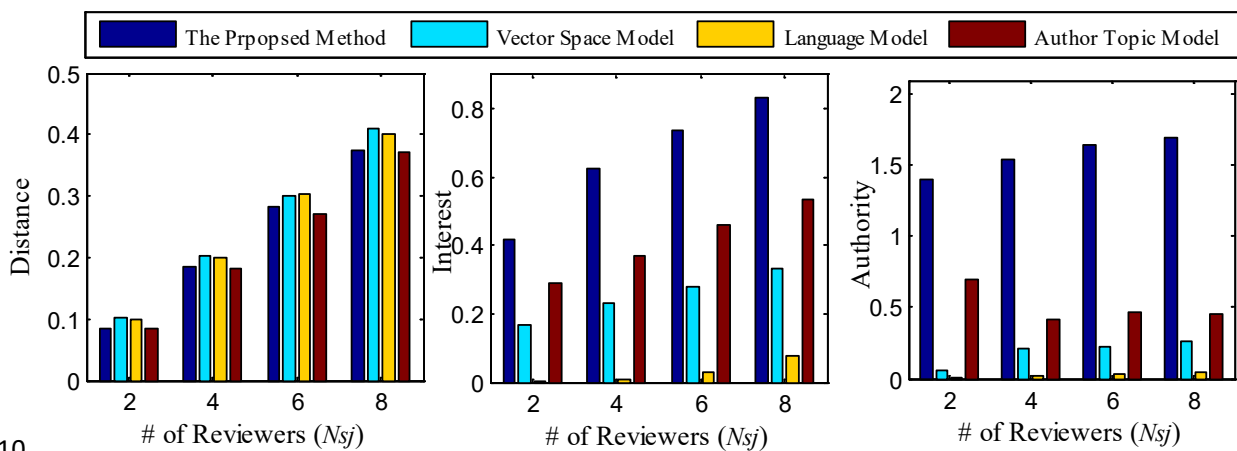 The Prpopsed Method Vector Space Model Language Model Author Topic Model
Distance
0.5
0.4
0.3
0.2
0.1
0
2 4 6 8
# of Reviewers (Nsj)
Interest
0.8
0.6
0.4
0.2
0
2 4 6 8
# of Reviewers (Nsj)
Authority
2
1.5
1
0.5
0
2 4 6 8
# of Reviewers (Nsj)
10